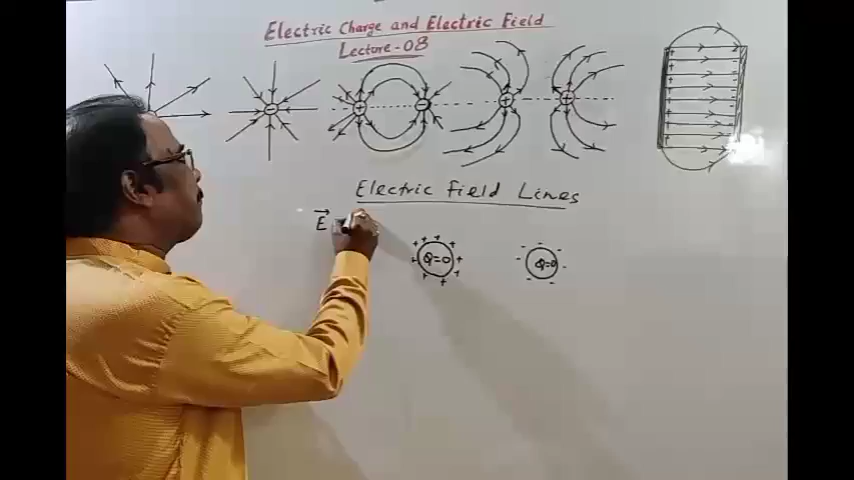 Electric Charge and Electric Field
Lecture-08
- + - + +
Electric Field Lines
E
+ + + + + + + + Q=0
- - - - - - - Q=0